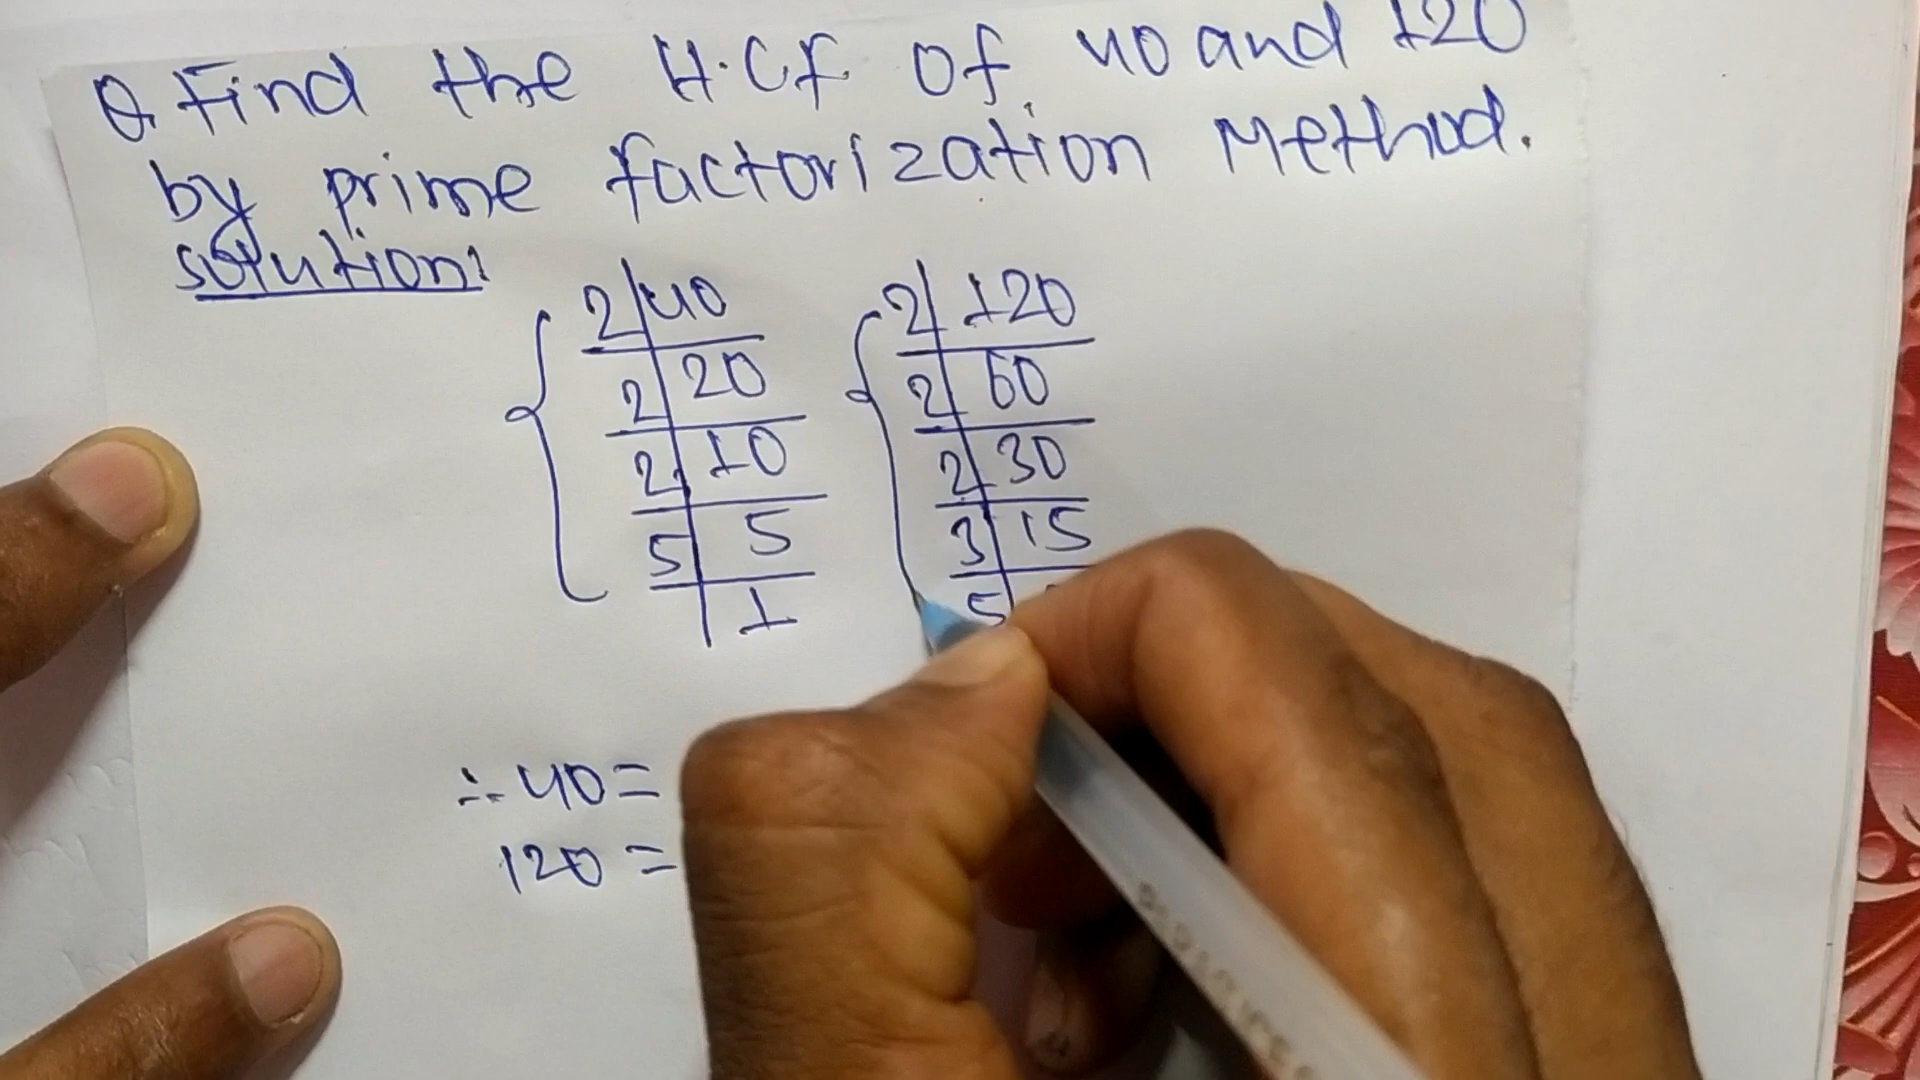 Q. Find the H.C.F. of 40 and 120
by prime factorization Method.
solution:
2 40
2 20
2 10
5 5
1
2 120
2 60
2 30
3 15
5
∴ 40 =
120 =